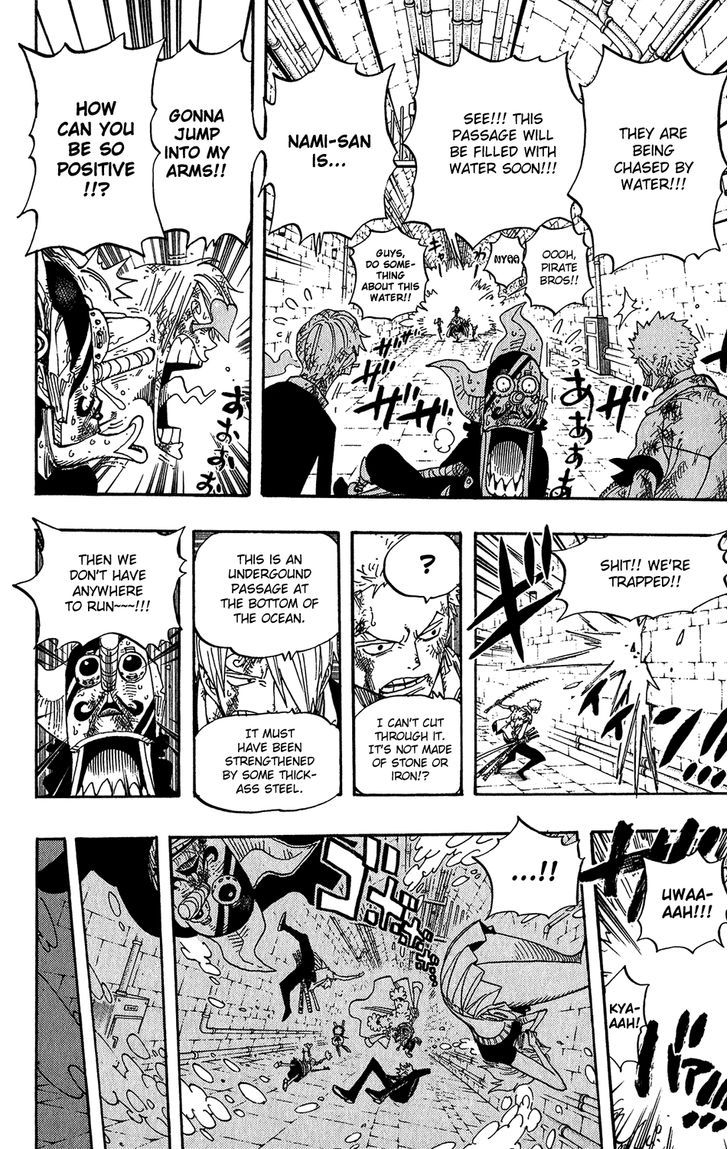 THEY ARE
BEING
CHASED BY
WATER!!!
SEE!!! THIS
PASSAGE WILL
BE FILLED WITH
WATER SOON!!!
NAMI-SAN
IS...
OOOH,
PIRATE
BROS!!
NYGG
GUYS,
DO SOME-
THING
ABOUT THIS
WATER!!
GONNA
JUMP
INTO MY
ARMS!!
HOW
CAN YOU
BE SO
POSITIVE
!!?
SHIT!! WE'RE
TRAPPED!!
?
I CAN'T CUT
THROUGH IT.
IT'S NOT MADE
OF STONE OR
IRON!?
THIS IS AN
UNDERGOUND
PASSAGE AT
THE BOTTOM
OF THE
OCEAN.
IT MUST
HAVE BEEN
STRENGTHENED
BY SOME THICK-
ASS STEEL.
THEN WE
DON'T HAVE
ANYWHERE
TO RUN~~~!!!
UWAA-
AAH!!
KYA-
AAH!
...!!